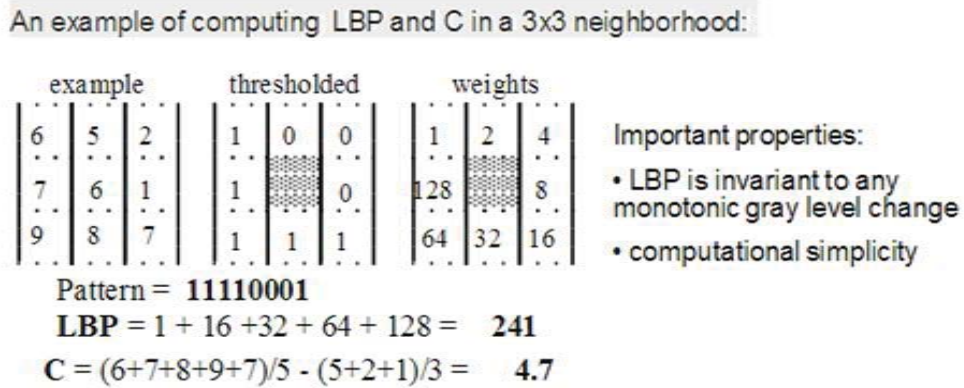 An example of computing LBP and C in a 3x3 neighborhood:
example thresholded weights
6 5 2 1 0 0 1 2 4
7 6 1 1 0 128 8
9 8 7 1 1 1 64 32 16
Important properties:
• LBP is invariant to any
monotonic gray level change
• computational simplicity
Pattern = 11110001
LBP = 1 + 16 +32 + 64 + 128 = 241
C = (6+7+8+9+7)/5 - (5+2+1)/3 = 4.7